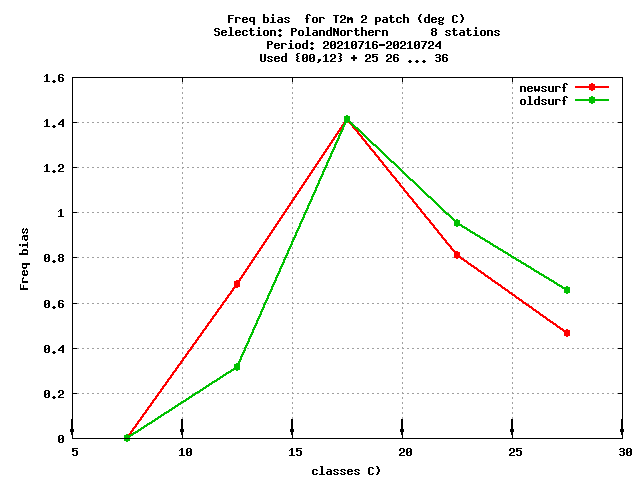 Freq bias  for T2m 2 patch (deg C)
Selection: PolandNorthern      8 stations
Period: 20210716-20210724
Used {00,12} + 25 26 ... 36
newsurf
oldsurf
Freq bias
1.6
1.4
1.2
1
0.8
0.6
0.4
0.2
0
5 10 15 20 25 30
classes C)